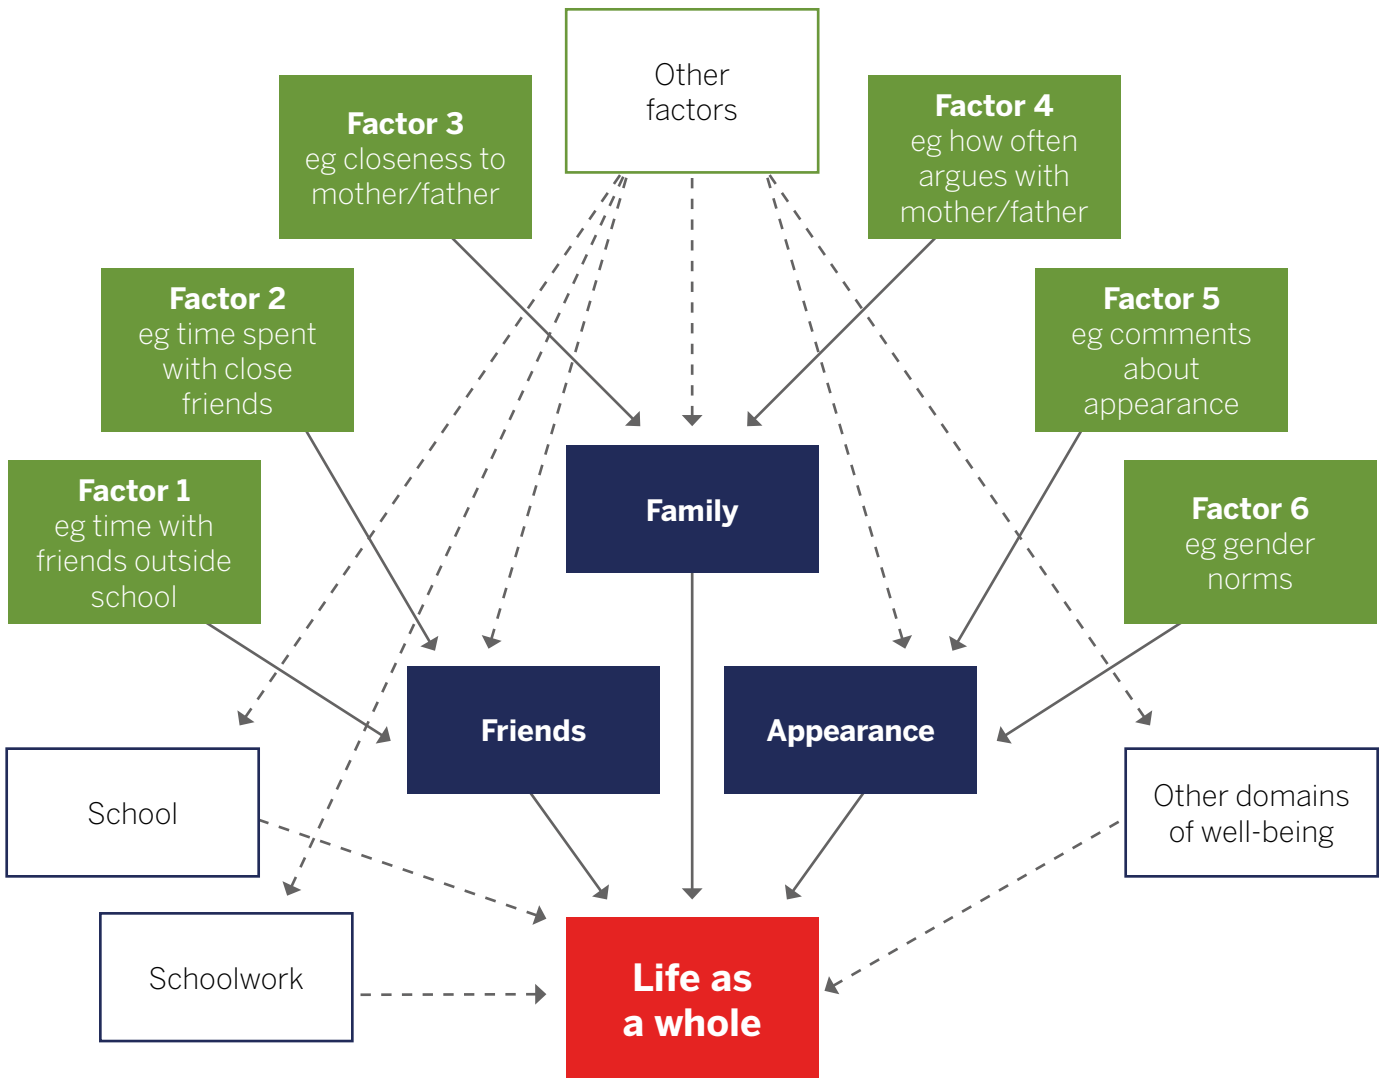 Other
factors
Factor 3
eg closeness to
mother/father
Factor 4
eg how often
argues with
mother/father
Factor 2
eg time spent
with close
friends
Factor 5
eg comments
about
appearance
Factor 1
eg time with
friends outside
school
Family
Factor 6
eg gender
norms
Friends
Appearance
School
Other domains
of well-being
Schoolwork
Life as
a whole